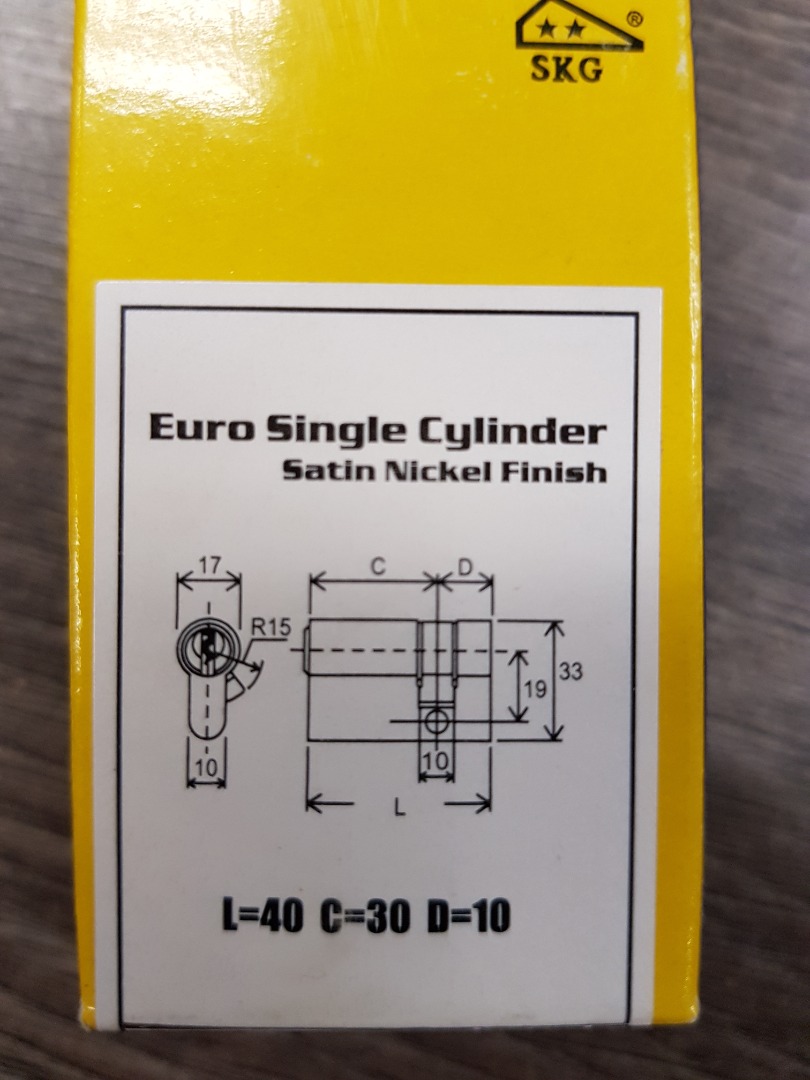 ®
SKG
Euro Single Cylinder
Satin Nickel Finish
17
C
D
R15
19
33
10
10
L
L=40 C=30 D=10